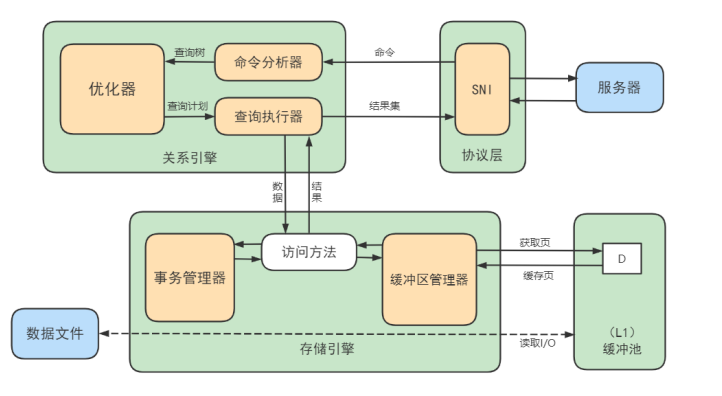 查询树
命令分析器
命令
优化器
SNI
服务器
查询计划
查询执行器
结果集
关系引擎
协议层
数据
结果
获取页
访问方法
事务管理器
缓冲区管理器
D
缓存页
数据文件
(L1)
缓冲池
读取I/O
存储引擎